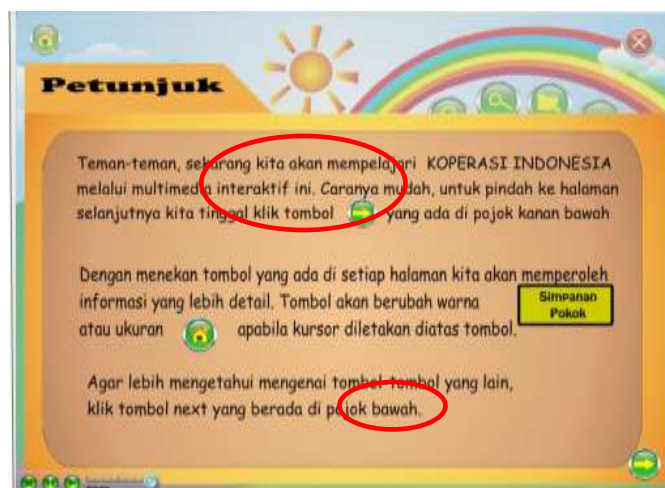 Petunjuk
Teman-teman, sekarang kita akan mempelajari KOPERASI INDONESIA
melalui multimedia interaktif ini. Caranya mudah, untuk pindah ke halaman
selanjutnya kita tinggal klik tombol yang ada di pojok kanan bawah
Dengan menekan tombol yang ada di setiap halaman kita akan memperoleh
informasi yang lebih detail. Tombol akan berubah warna
Simpanan
Pokok
atau ukuran apabila kursor diletakan diatas tombol.
Agar lebih mengetahui mengenai tombol-tombol yang lain,
klik tombol next yang berada di pojok bawah.